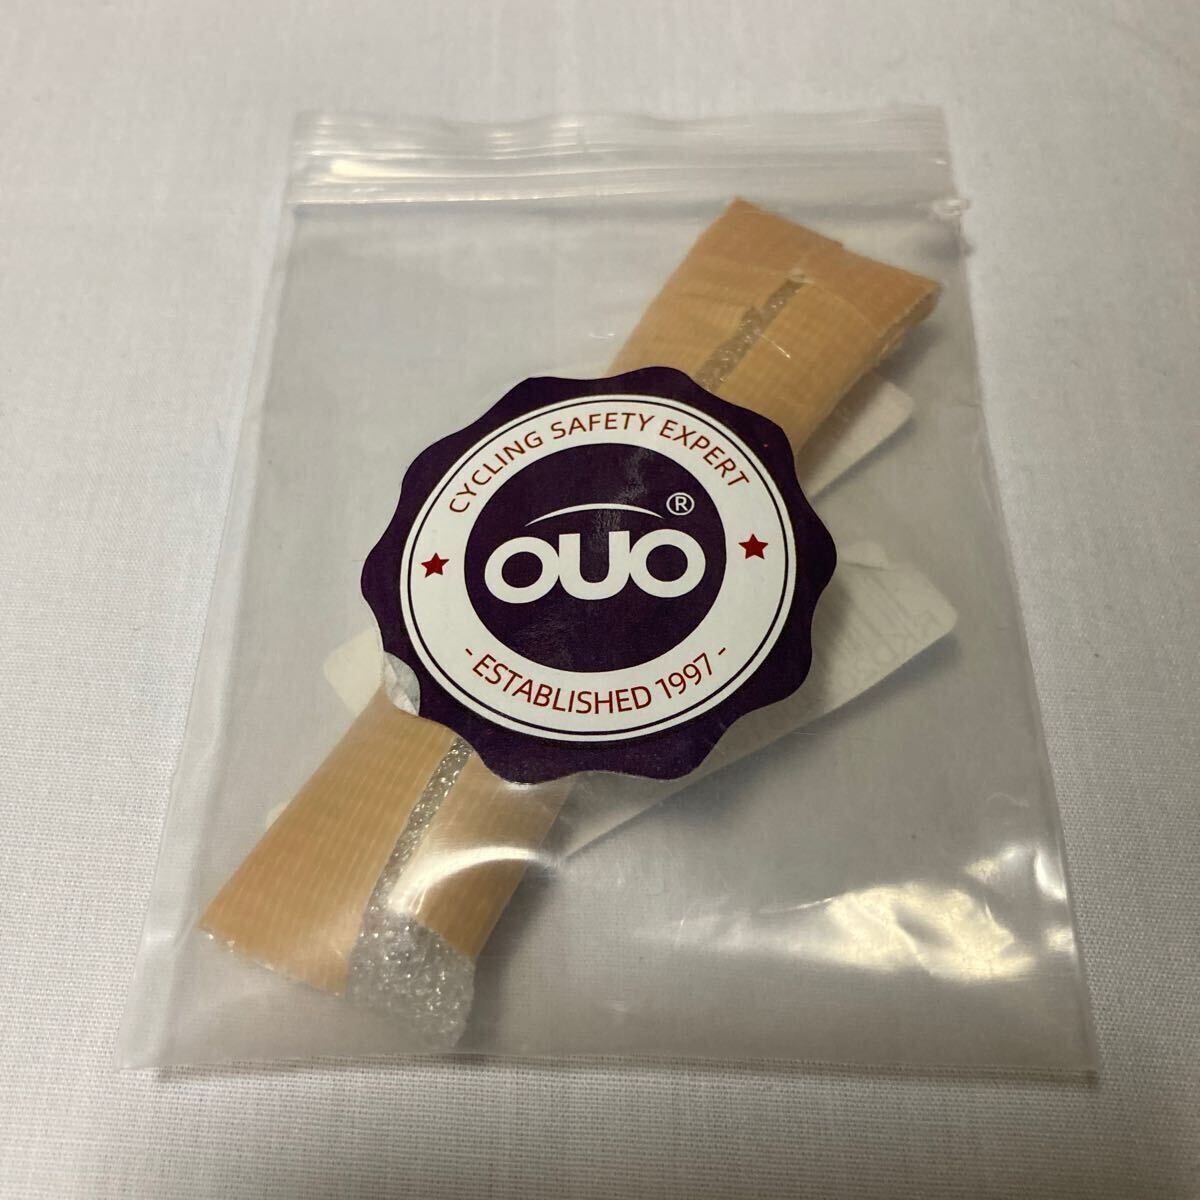 CYCLING SAFETY EXPERT
OUO®
- ESTABLISHED 1997 -